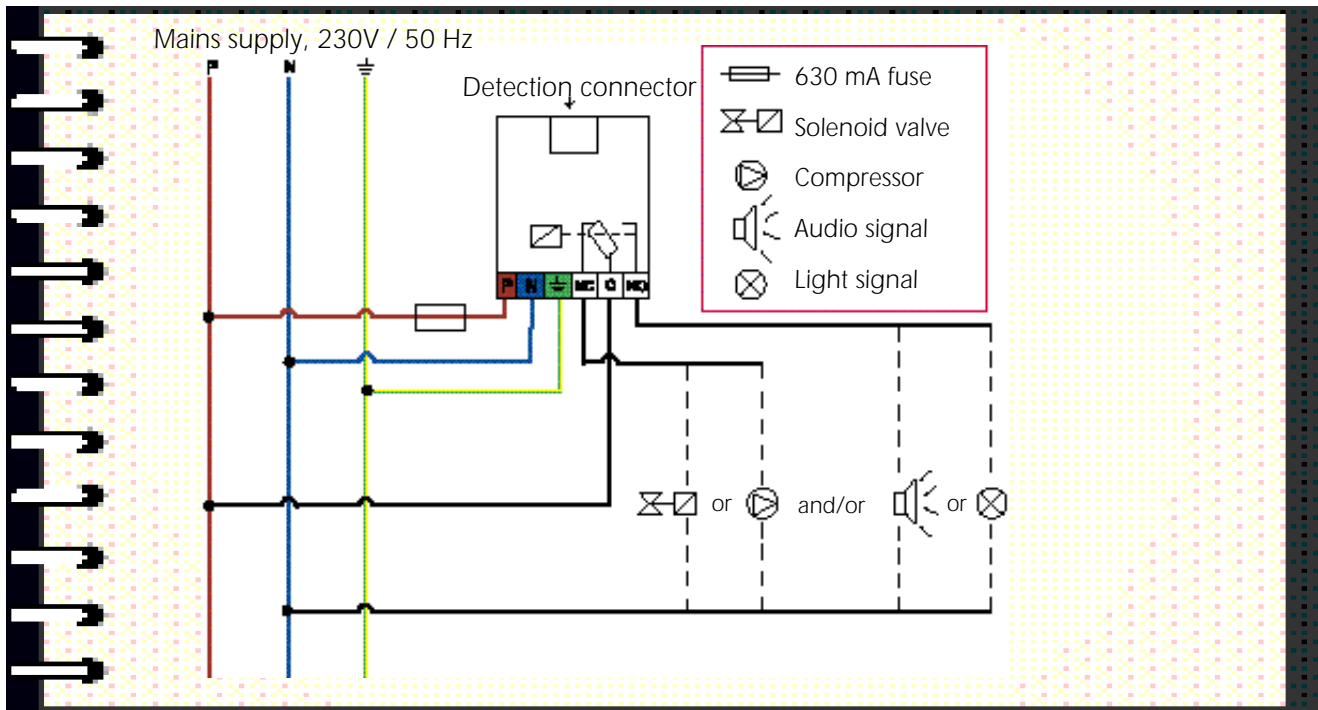 Mains supply, 230V / 50 Hz
P N
Detection connector
630 mA fuse
Solenoid valve
Compressor
Audio signal
Light signal
P N NC C NO
or and/or or